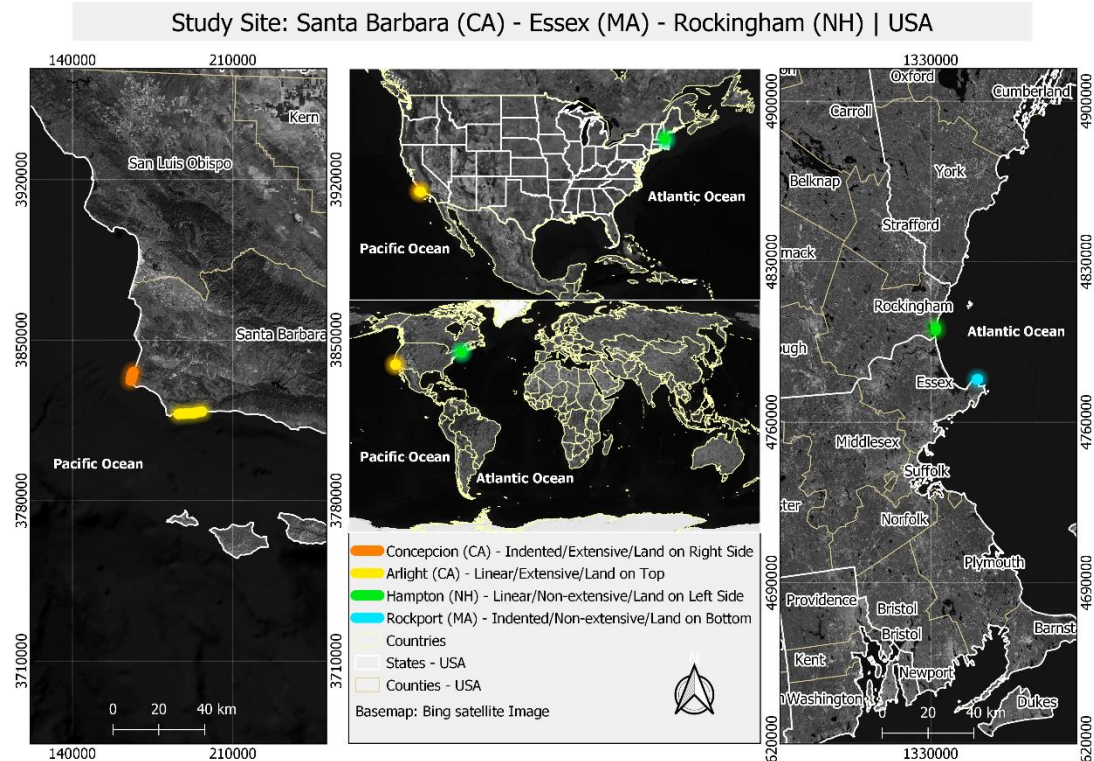 Study Site: Santa Barbara (CA) - Essex (MA) - Rockingham (NH) | USA
140000 210000
Kern
San Luis Obispo
3920000 3920000
Santa Barbara
3850000 3850000
Pacific Ocean
3780000 3780000
3710000 3710000
0 20 40 km
140000 210000
Atlantic Ocean
Pacific Ocean
Pacific Ocean
Atlantic Ocean
Concepcion (CA) - Indented/Extensive/Land on Right Side
Arlight (CA) - Linear/Extensive/Land on Top
Hampton (NH) - Linear/Non-extensive/Land on Left Side
Rockport (MA) - Indented/Non-extensive/Land on Bottom
Countries
States - USA
Counties - USA
Basemap: Bing satellite Image
N
1330000
Oxford
Cumberland
4900000 4900000
Carroll
York
Belknap
Strafford
mack
4830000 4830000
Rockingham
Atlantic Ocean
ough
Essex
4760000 4760000
Middlesex
Suffolk
ster
Norfolk
Plymouth
4690000 4690000
Providence
Bristol
Bristol
Barnst
Kent
Newport
Washington
Dukes
0 20 40 km
620000 620000
1330000